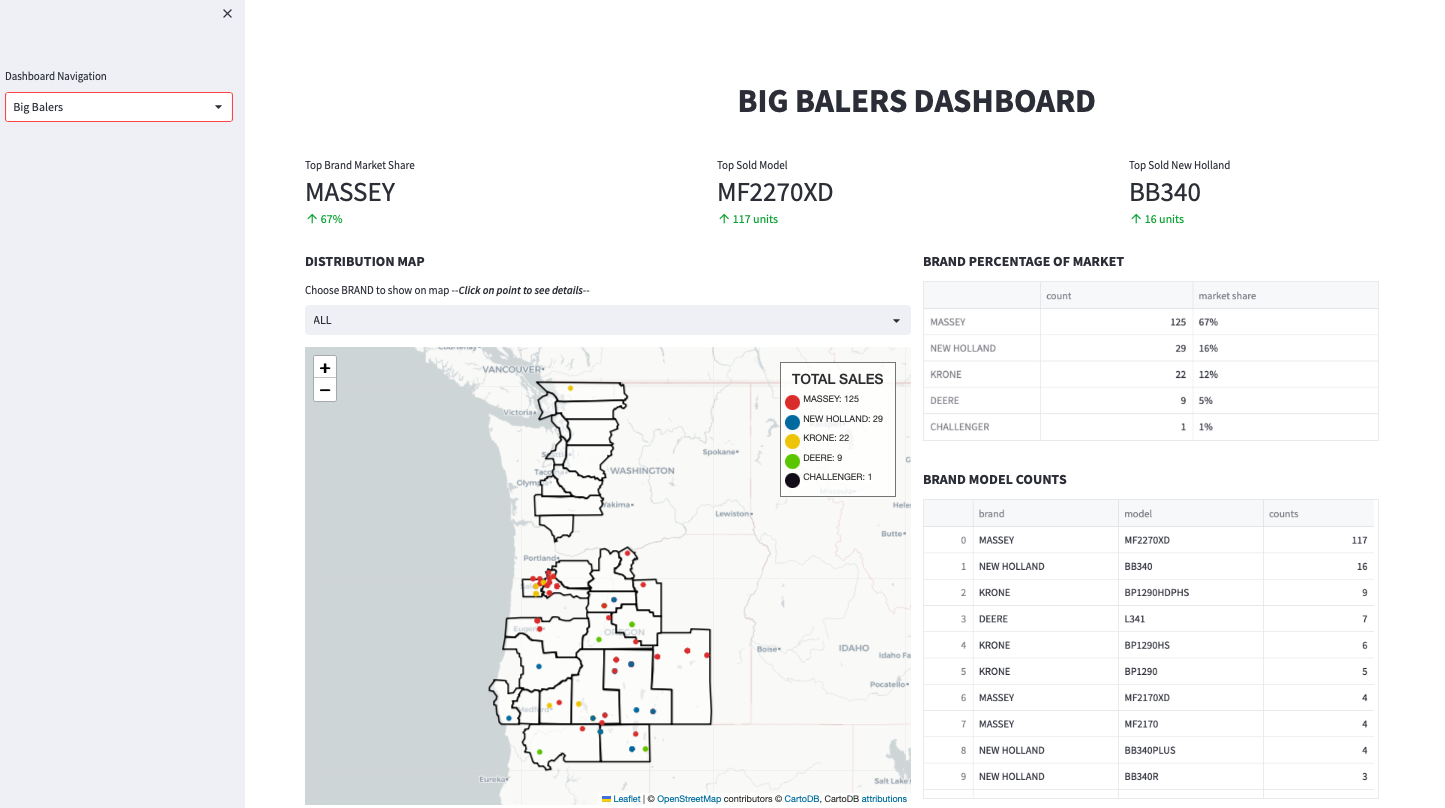 ×
Dashboard Navigation
Big Balers
BIG BALERS DASHBOARD
Top Brand Market Share
MASSEY
↑ 67%
Top Sold Model
MF2270XD
↑ 117 units
Top Sold New Holland
BB340
↑ 16 units
DISTRIBUTION MAP
Choose BRAND to show on map --Click on point to see details--
ALL
+
−
VANCOUVER
Victoria
Spokane
WASHINGTON
Olympia
Yakima
Lewiston
Butte
Portland
Eugene
OREGON
Boise
IDAHO
Idaho Fa
Pocatello
Medford
Eureka
Salt Lake
TOTAL SALES
MASSEY: 125
NEW HOLLAND: 29
KRONE: 22
DEERE: 9
CHALLENGER: 1
Leaflet | © OpenStreetMap contributors © CartoDB, CartoDB attributions
BRAND PERCENTAGE OF MARKET
count market share
MASSEY 125 67%
NEW HOLLAND 29 16%
KRONE 22 12%
DEERE 9 5%
CHALLENGER 1 1%
BRAND MODEL COUNTS
brand model counts
0 MASSEY MF2270XD 117
1 NEW HOLLAND BB340 16
2 KRONE BP1290HDPHS 9
3 DEERE L341 7
4 KRONE BP1290HS 6
5 KRONE BP1290 5
6 MASSEY MF2170XD 4
7 MASSEY MF2170 4
8 NEW HOLLAND BB340PLUS 4
9 NEW HOLLAND BB340R 3